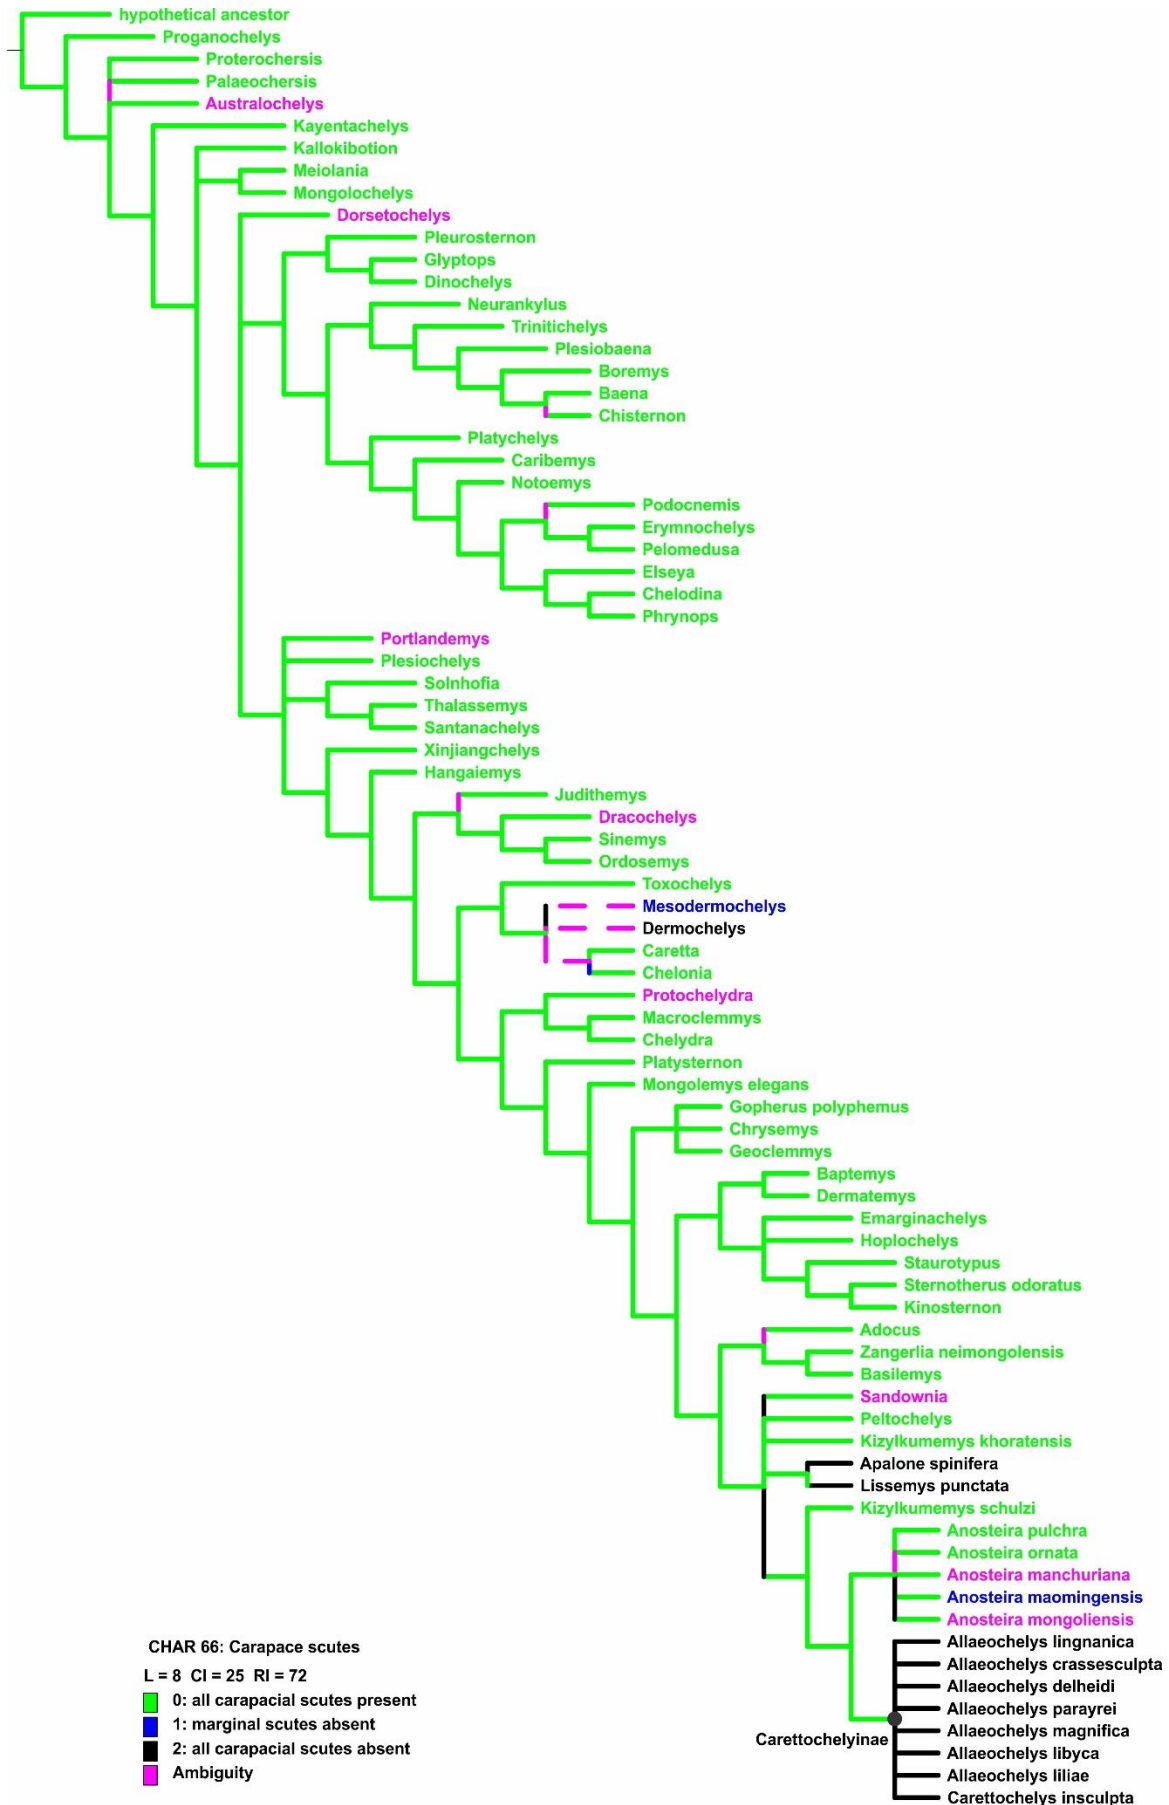 hypothetical ancestor
Proganochelys
Proterochersis
Palaeochersis
Australochelys
Kayentachelys
Kallokibotion
Meiolania
Mongolochelys
Dorsetochelys
Pleurosternon
Glyptops
Dinochelys
Neurankylus
Trinitichelys
Plesiobaena
Boremys
Baena
Chisternon
Platychelys
Caribemys
Notoemys
Podocnemis
Erymnochelys
Pelomedusa
Elseya
Chelodina
Phrynops
Portlandemys
Plesiochelys
Solnhofia
Thalassemys
Santanachelys
Xinjiangchelys
Hangaiemys
Judithemys
Dracochelys
Sinemys
Ordosemys
Toxochelys
Mesodermochelys
Dermochelys
Caretta
Chelonia
Protochelydra
Macroclemmys
Chelydra
Platysternon
Mongolemys elegans
Gopherus polyphemus
Chrysemys
Geoclemmys
Baptemys
Dermatemys
Emarginachelys
Hoplochelys
Staurotypus
Sternotherus odoratus
Kinosternon
Adocus
Zangerlia neimongolensis
Basilemys
Sandownia
Peltochelys
Kizylkumemys khoratensis
Apalone spinifera
Lissemys punctata
Kizylkumemys schulzi
Anosteira pulchra
Anosteira ornata
Anosteira manchuriana
Anosteira maomingensis
Anosteira mongoliensis
Allaeochelys lingnanica
Allaeochelys crassesculpta
Allaeochelys delheidi
Allaeochelys parayrei
Allaeochelys magnifica
Allaeochelys libyca
Allaeochelys liliae
Carettochelys insculpta
Carettochelyinae
CHAR 66: Carapace scutes
L = 8 CI = 25 RI = 72
0: all carapacial scutes present
1: marginal scutes absent
2: all carapacial scutes absent
Ambiguity